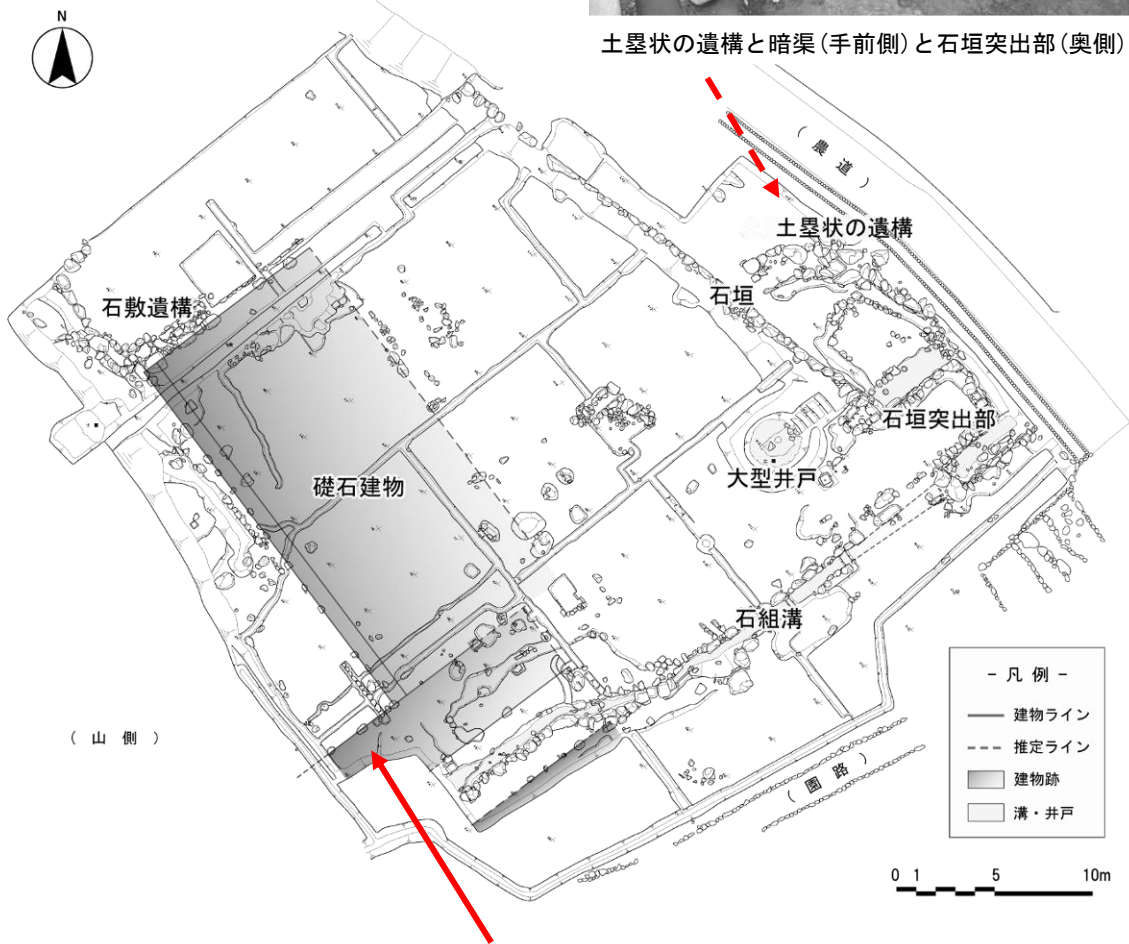 N
土塁状の遺構と暗渠(手前側)と石垣突出部(奥側)
(農道)
土塁状の遺構
石垣
石敷遺構
石垣突出部
大型井戸
礎石建物
石組溝
(山側)
(園路)
- 凡例 -
建物ライン
推定ライン
建物跡
溝・井戸
0 1 5 10m